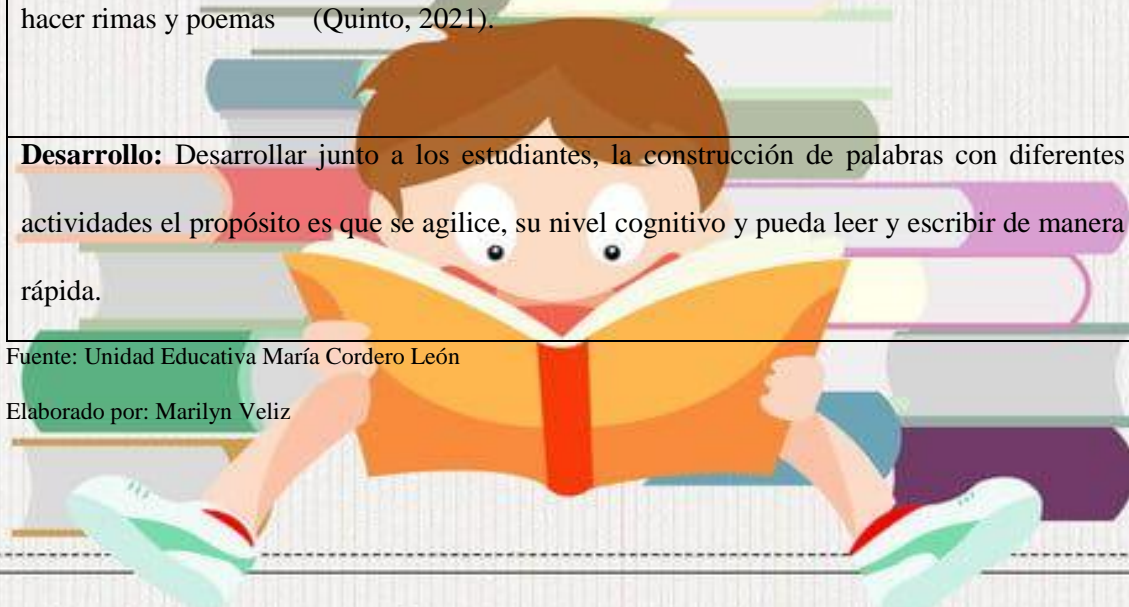 hacer rimas y poemas (Quinto, 2021).
Desarrollo: Desarrollar junto a los estudiantes, la construcción de palabras con diferentes
actividades el propósito es que se agilice, su nivel cognitivo y pueda leer y escribir de manera
rápida.
Fuente: Unidad Educativa María Cordero León
Elaborado por: Marilyn Veliz